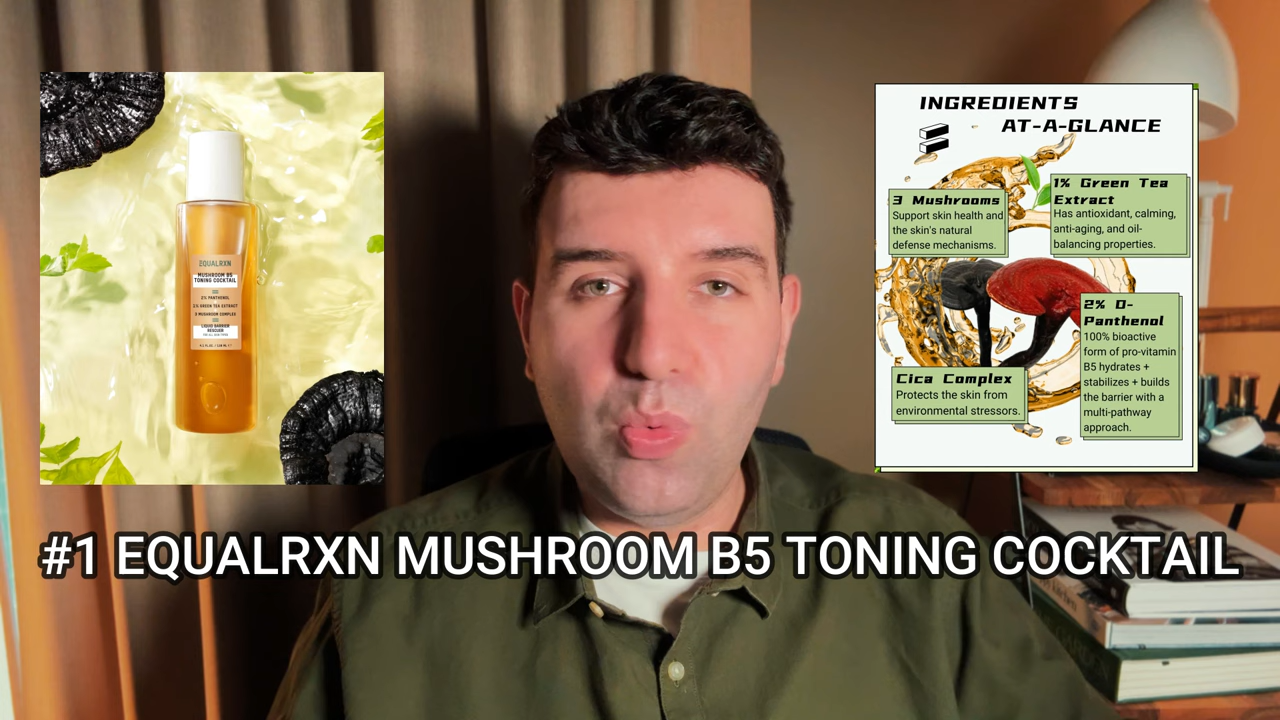 EQUALRXN
MUSHROOM B5
TONING COCKTAIL
2% PANTHENOL
1% GREEN TEA EXTRACT
3 MUSHROOM COMPLEX
LIQUID BARRIER
RESCUER
INGREDIENTS
AT-A-GLANCE
3 Mushrooms
Support skin health and
the skin's natural
defense mechanisms.
1% Green Tea
Extract
Has antioxidant, calming,
anti-aging, and oil-
balancing properties.
2% D-
Panthenol
100% bioactive
form of pro-vitamin
B5 hydrates +
stabilizes + builds
the barrier with a
multi-pathway
approach.
Cica Complex
Protects the skin from
environmental stressors.
#1 EQUALRXN MUSHROOM B5 TONING COCKTAIL